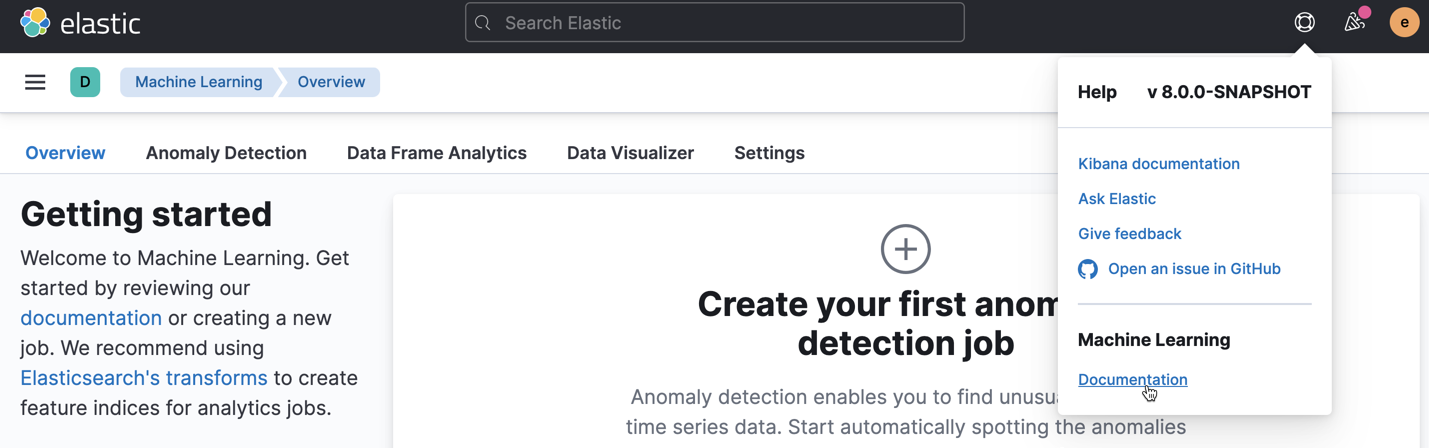 elastic
Search Elastic
e
D
Machine Learning
Overview
Help v 8.0.0-SNAPSHOT
Kibana documentation
Ask Elastic
Give feedback
Open an issue in GitHub
Machine Learning
Documentation
Overview
Anomaly Detection
Data Frame Analytics
Data Visualizer
Settings
Getting started
Welcome to Machine Learning. Get
started by reviewing our
documentation or creating a new
job. We recommend using
Elasticsearch's transforms to create
feature indices for analytics jobs.
Create your first
detection job
Anomaly detection enables you to find
time series data. Start automatically spotting the anomalies